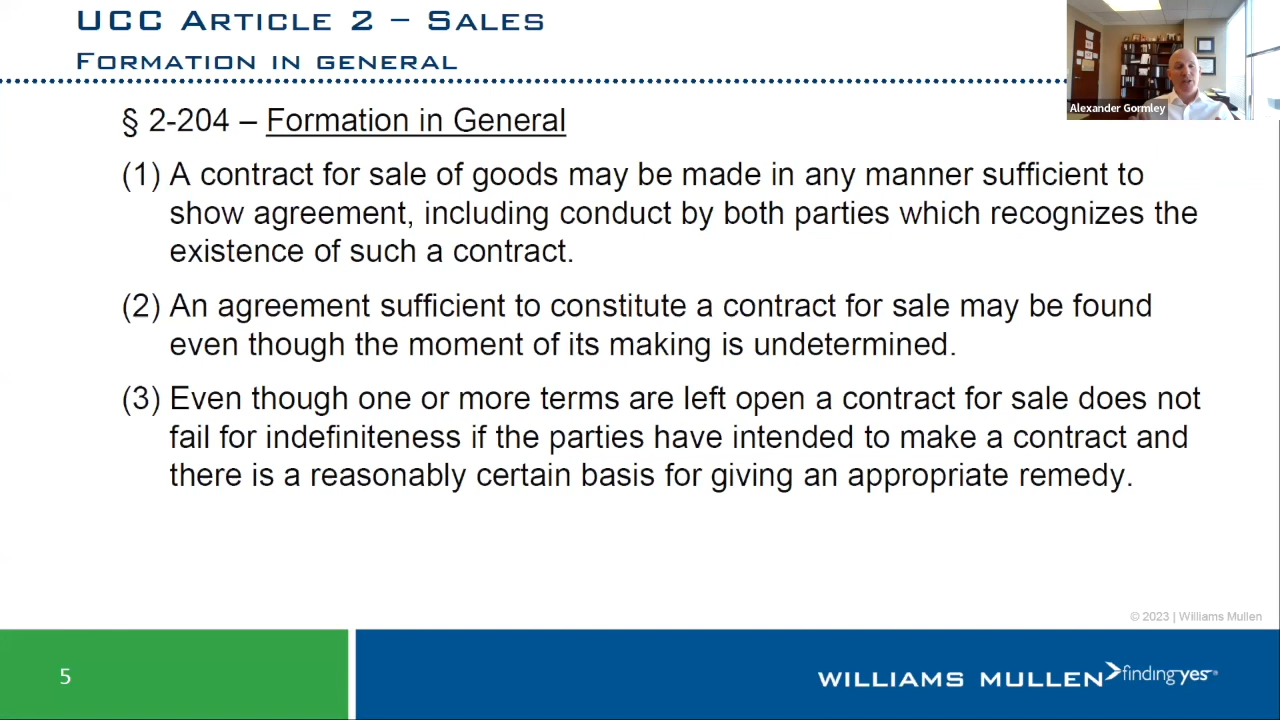 UCC ARTICLE 2 – SALES
FORMATION IN GENERAL
Alexander Gormley
§ 2-204 – Formation in General
(1) A contract for sale of goods may be made in any manner sufficient to
show agreement, including conduct by both parties which recognizes the
existence of such a contract.
(2) An agreement sufficient to constitute a contract for sale may be found
even though the moment of its making is undetermined.
(3) Even though one or more terms are left open a contract for sale does not
fail for indefiniteness if the parties have intended to make a contract and
there is a reasonably certain basis for giving an appropriate remedy.
© 2023 | Williams Mullen
5
WILLIAMS MULLEN finding yes®